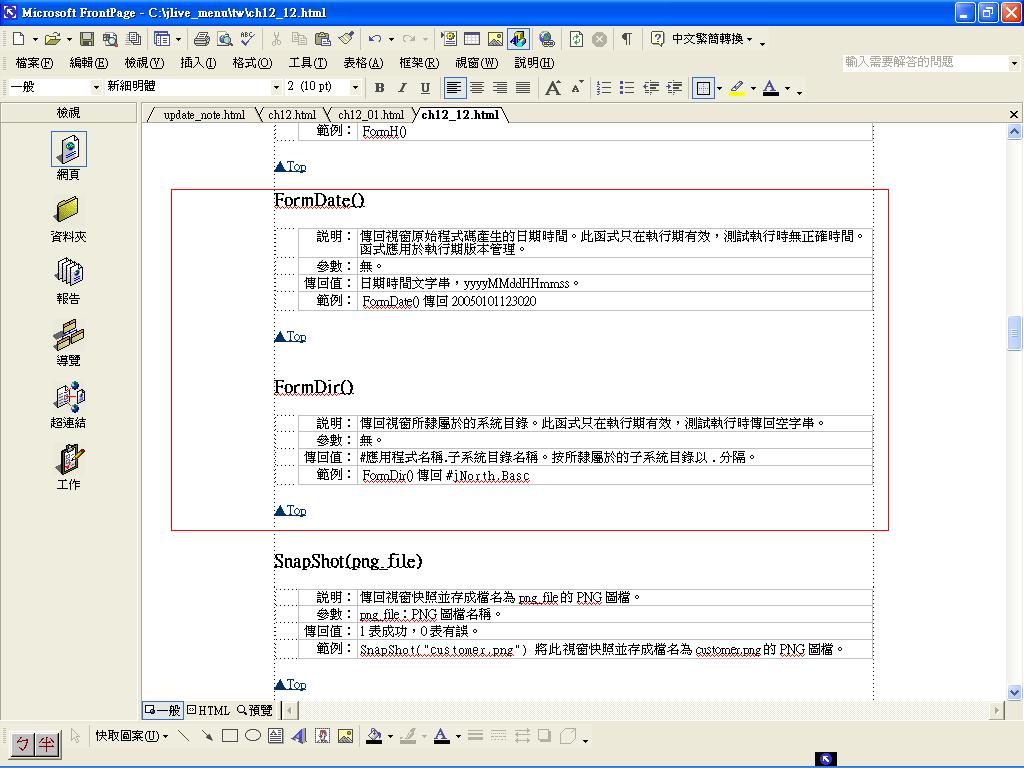 Microsoft FrontPage - C:\jlive_menu\tw\ch12_12.html
中文繁簡轉換
檔案(F) 編輯(E) 檢視(V) 插入(I) 格式(O) 工具(T) 表格(A) 框架(R) 視窗(W) 說明(H) 輸入需要解答的問題
一般 新細明體 2 (10 pt) B I U A A A
檢視 update_note.html ch12.html ch12_01.html ch12_12.html
網頁
資料夾
報告
導覽
超連結
工作
範例： FormH()
▲Top
FormDate()
說明： 傳回視窗原始程式碼產生的日期時間。此函式只在執行期有效，測試執行時無正確時間。
函式應用於執行期版本管理。
參數： 無。
傳回值： 日期時間文字串，yyyyMMddHHmmss。
範例： FormDate() 傳回 20050101123020
▲Top
FormDir()
說明： 傳回視窗所隸屬於的系統目錄。此函式只在執行期有效，測試執行時傳回空字串。
參數： 無。
傳回值： #應用程式名稱.子系統目錄名稱。按所隸屬於的子系統目錄以 . 分隔。
範例： FormDir() 傳回 #jNorth.Basc
▲Top
SnapShot(png_file)
說明： 傳回視窗快照並存成檔名為 png_file 的 PNG 圖檔。
參數： png_file：PNG 圖檔名稱。
傳回值： 1 表成功，0 表有誤。
範例： SnapShot("customer.png") 將此視窗快照並存成檔名為 customer.png 的 PNG 圖檔。
▲Top
一般 HTML 預覽
ㄅ 半 快取圖案(U) A